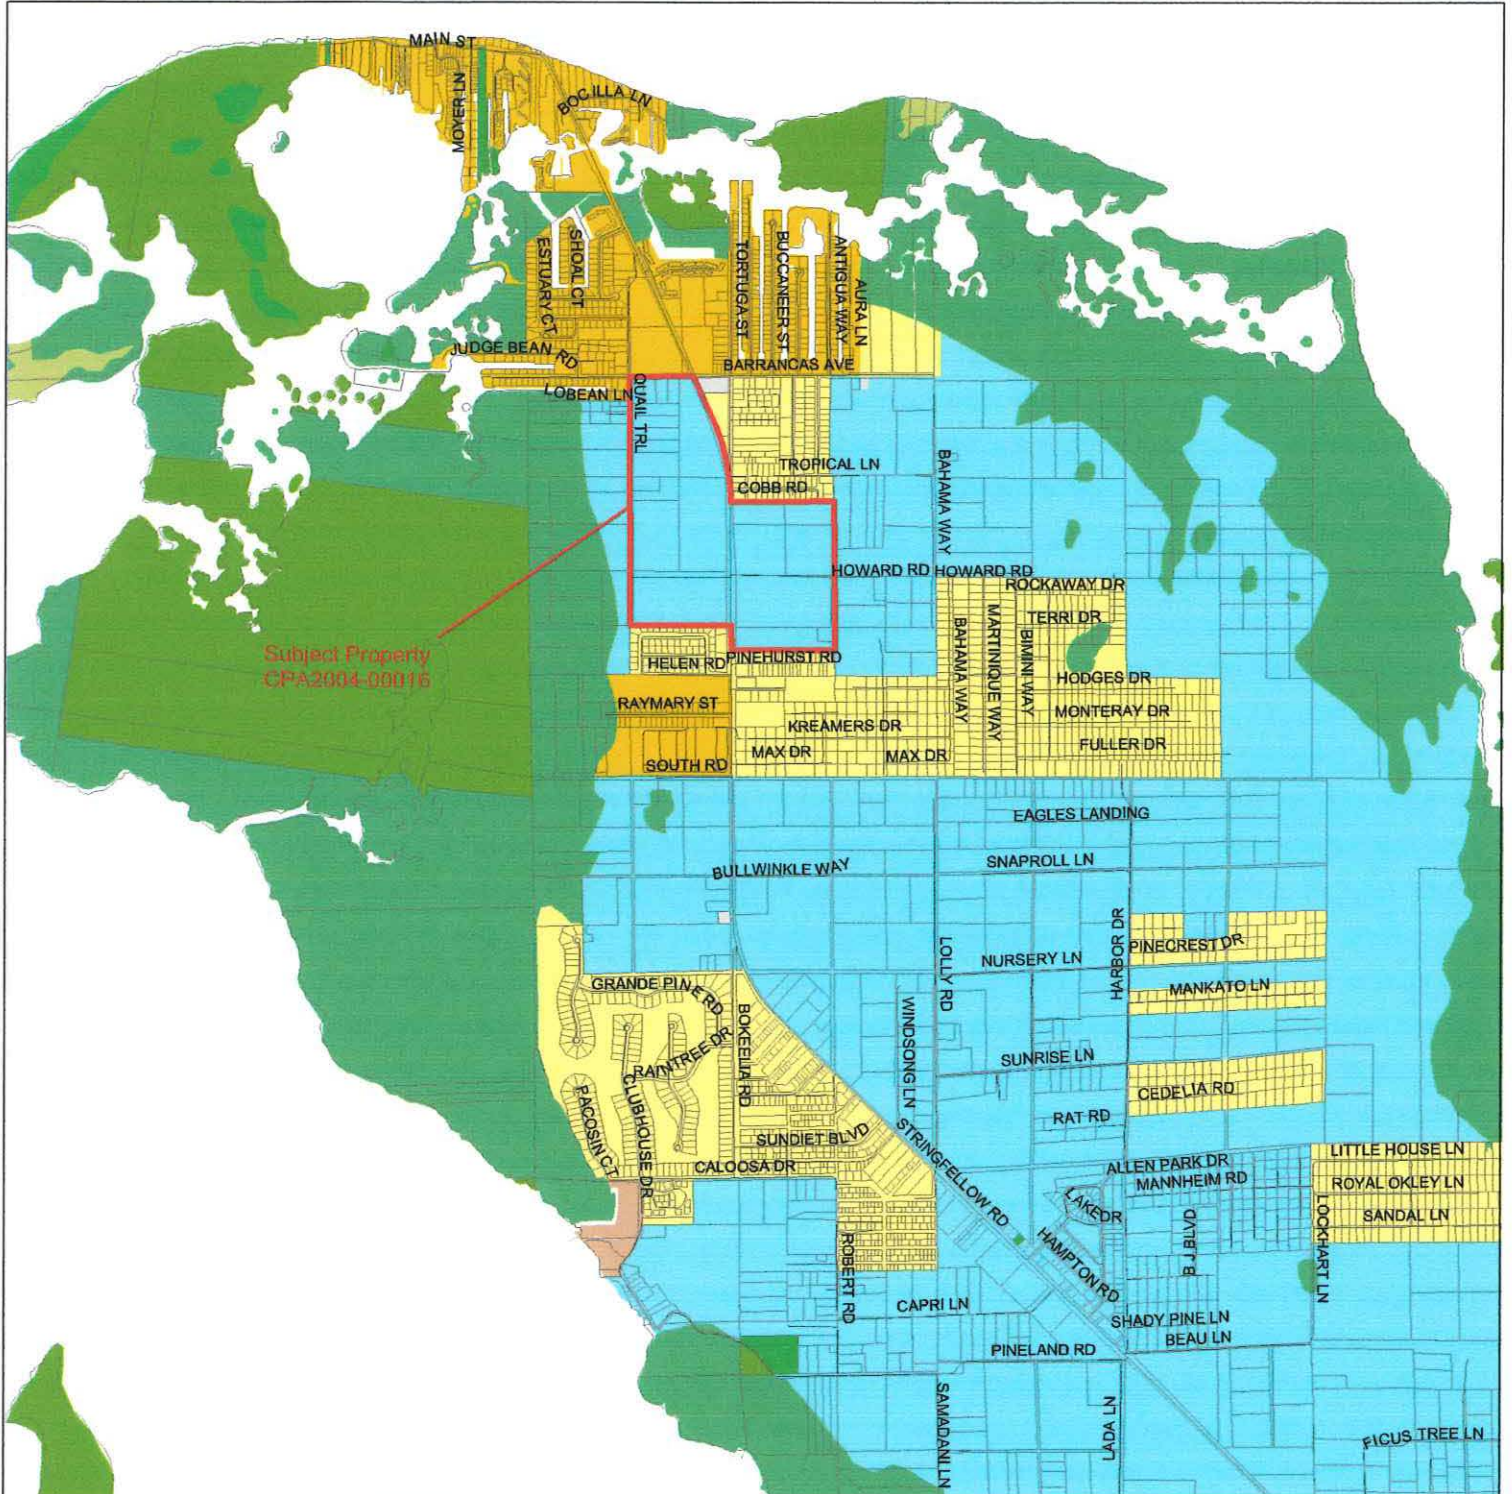 MAIN ST
MOYER LN
BOCILLA LN
SHOAL CT
ESTUARY CT
TORTUGA ST
BUCCANEER ST
ANTIGUA WAY
AURA LN
JUDGE BEAN RD
BARRANCAS AVE
LOBEAN LN
QUAIL TRL
TROPICAL LN
COBB RD
BAHAMA WAY
HOWARD RD
HOWARD RD
ROCKAWAY DR
TERRI DR
BAHAMA WAY
MARTINIQUE WAY
BIMINI WAY
Subject Property
CPA2004-00016
HELEN RD
PINEHURST RD
HODGES DR
RAYMARY ST
MONTERAY DR
KREAMERS DR
FULLER DR
MAX DR
MAX DR
SOUTH RD
EAGLES LANDING
SNAPROLL LN
BULLWINKLE WAY
HARBOR DR
LOLLY RD
PINECREST DR
NURSERY LN
GRANDE PINE RD
MANKATO LN
BOKEELIA RD
WINDSONG LN
RAINTREE DR
SUNRISE LN
CLUBHOUSE DR
PACOSIN CT
CEDELIA RD
RAT RD
SUNDIET BLVD
STRINGFELLOW RD
CALOOSA DR
ALLEN PARK DR
LITTLE HOUSE LN
MANNHEIM RD
ROYAL OKLEY LN
LAKE DR
SANDAL LN
B J BLVD
LOCKHART LN
ROBERT RD
HAMPTON RD
CAPRI LN
SHADY PINE LN
BEAU LN
PINELAND RD
SAMADANI LN
LADA LN
FICUS TREE LN